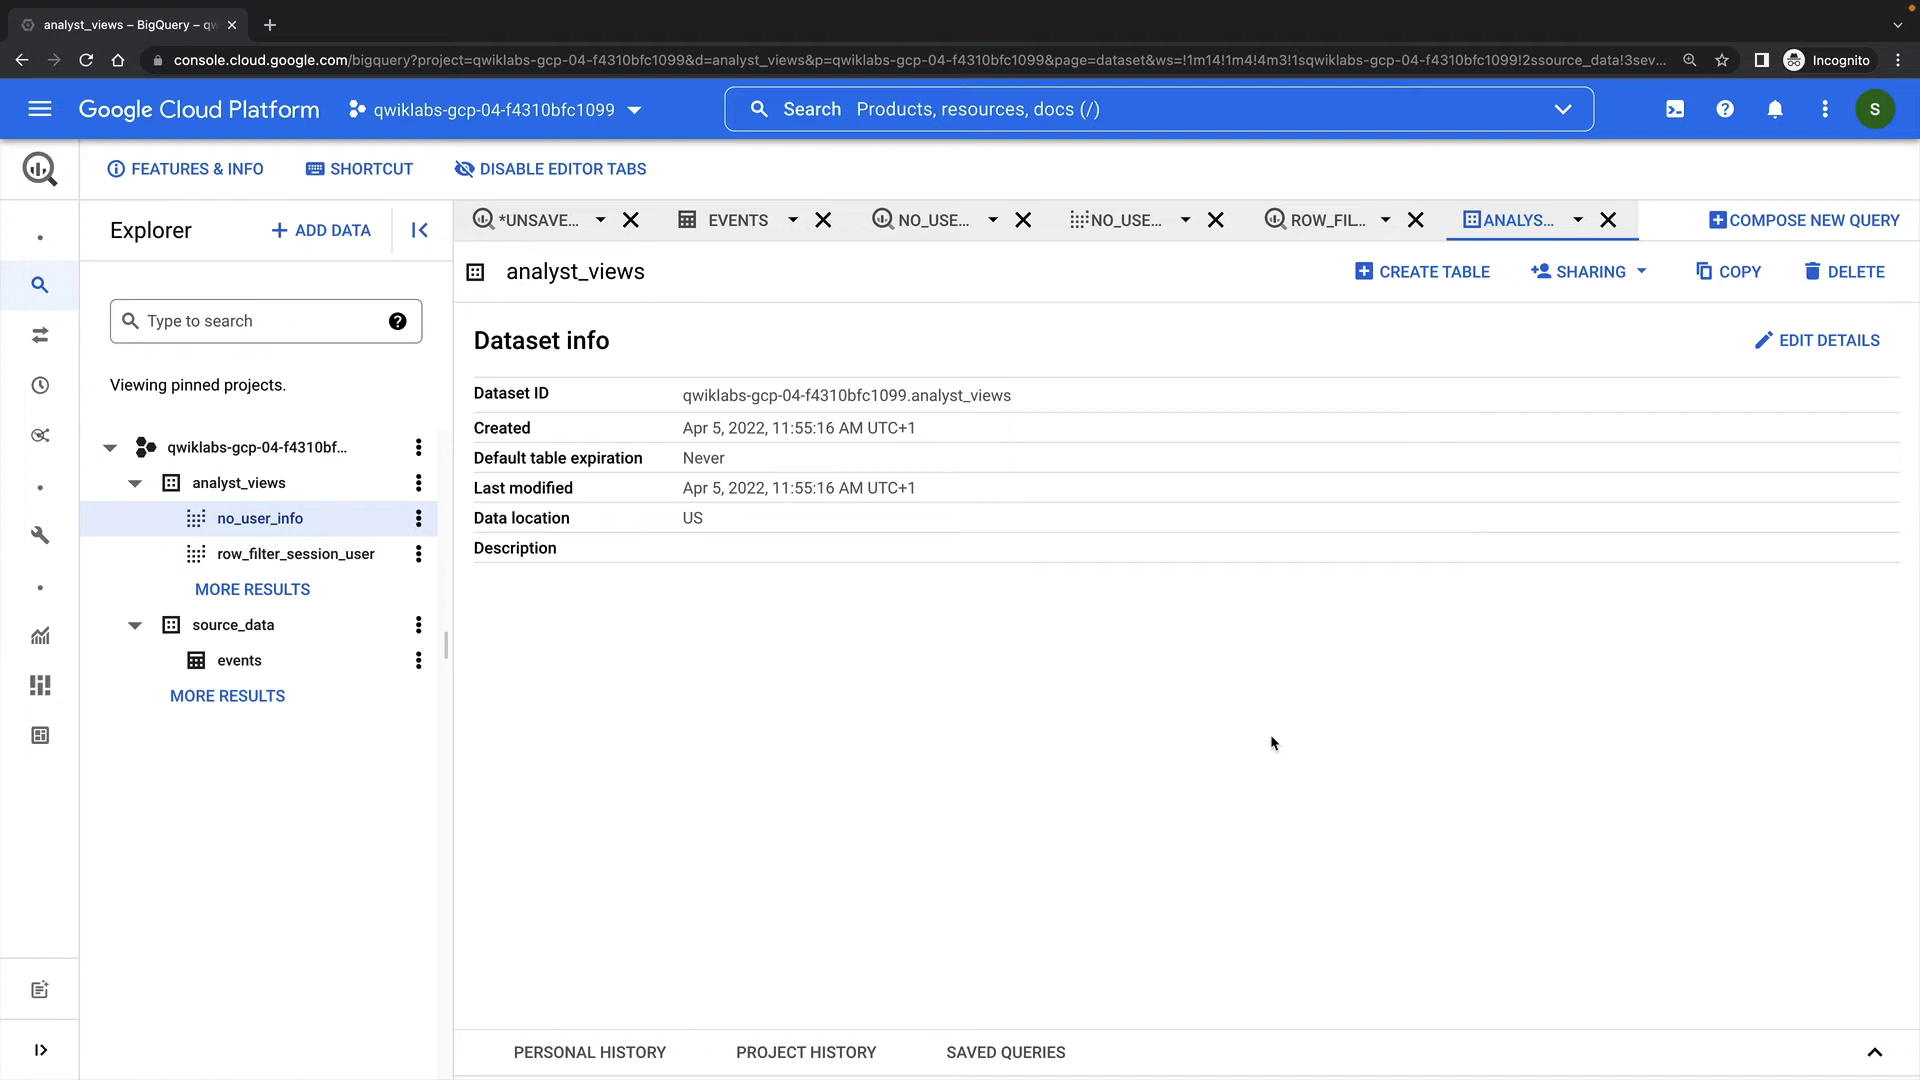 analyst_views – BigQuery – qw
console.cloud.google.com/bigquery?project=qwiklabs-gcp-04-f4310bfc1099&d=analyst_views&p=qwiklabs-gcp-04-f4310bfc1099&page=dataset&ws=!1m14!1m4!4m3!1sqwiklabs-gcp-04-f4310bfc1099!2ssource_data!3sev...
Incognito
Google Cloud Platform
qwiklabs-gcp-04-f4310bfc1099
Search Products, resources, docs (/)
S
FEATURES & INFO
SHORTCUT
DISABLE EDITOR TABS
Explorer
+ ADD DATA
*UNSAVE...
EVENTS
NO_USE...
NO_USE...
ROW_FIL...
ANALYS...
COMPOSE NEW QUERY
analyst_views
CREATE TABLE
SHARING
COPY
DELETE
Type to search
Viewing pinned projects.
qwiklabs-gcp-04-f4310bf...
analyst_views
no_user_info
row_filter_session_user
MORE RESULTS
source_data
events
MORE RESULTS
Dataset info
EDIT DETAILS
Dataset ID qwiklabs-gcp-04-f4310bfc1099.analyst_views
Created Apr 5, 2022, 11:55:16 AM UTC+1
Default table expiration Never
Last modified Apr 5, 2022, 11:55:16 AM UTC+1
Data location US
Description
PERSONAL HISTORY
PROJECT HISTORY
SAVED QUERIES